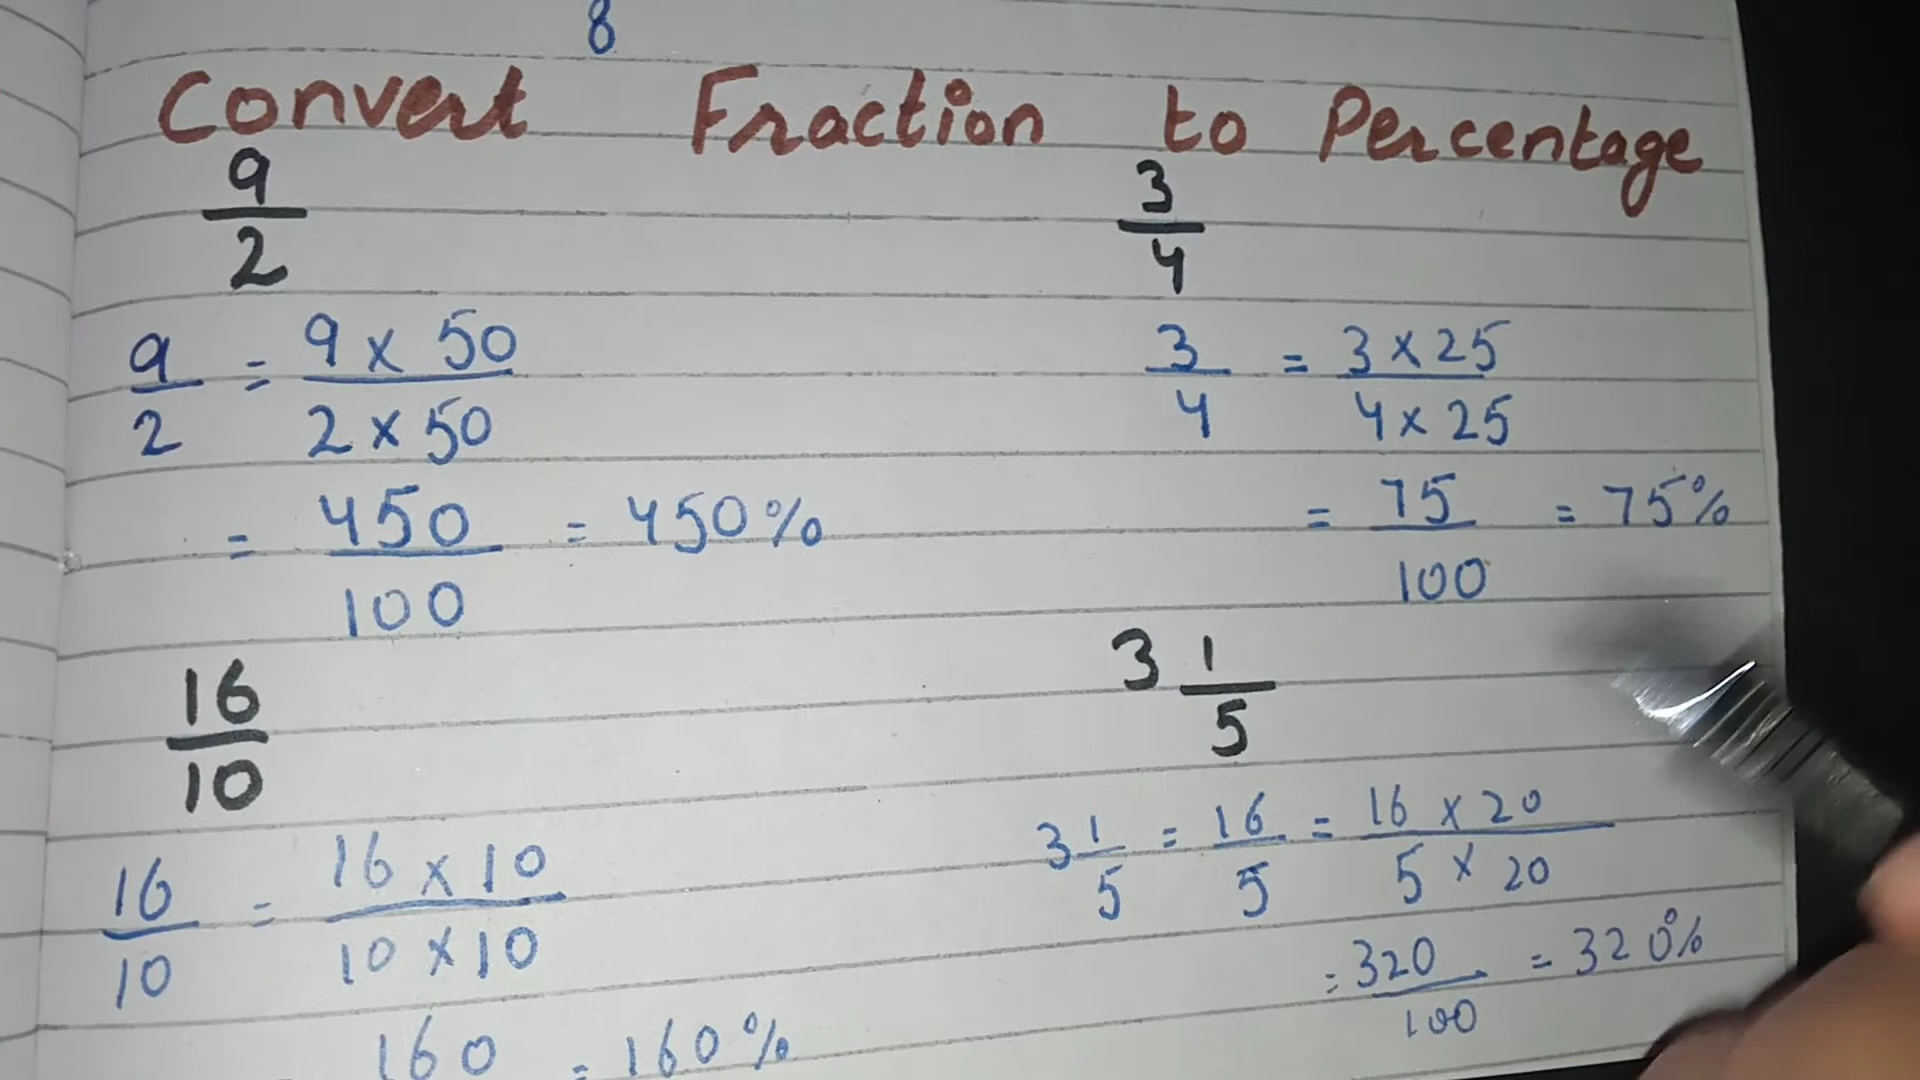 8
Convert Fraction to Percentage
9/2
9/2 = 9 x 50 / 2 x 50
= 450/100 = 450%
3/4
3/4 = 3 x 25 / 4 x 25
= 75/100 = 75%
16/10
16/10 = 16 x 10 / 10 x 10
160 = 160%
3 1/5
3 1/5 = 16/5 = 16 x 20 / 5 x 20
= 320/100 = 320%